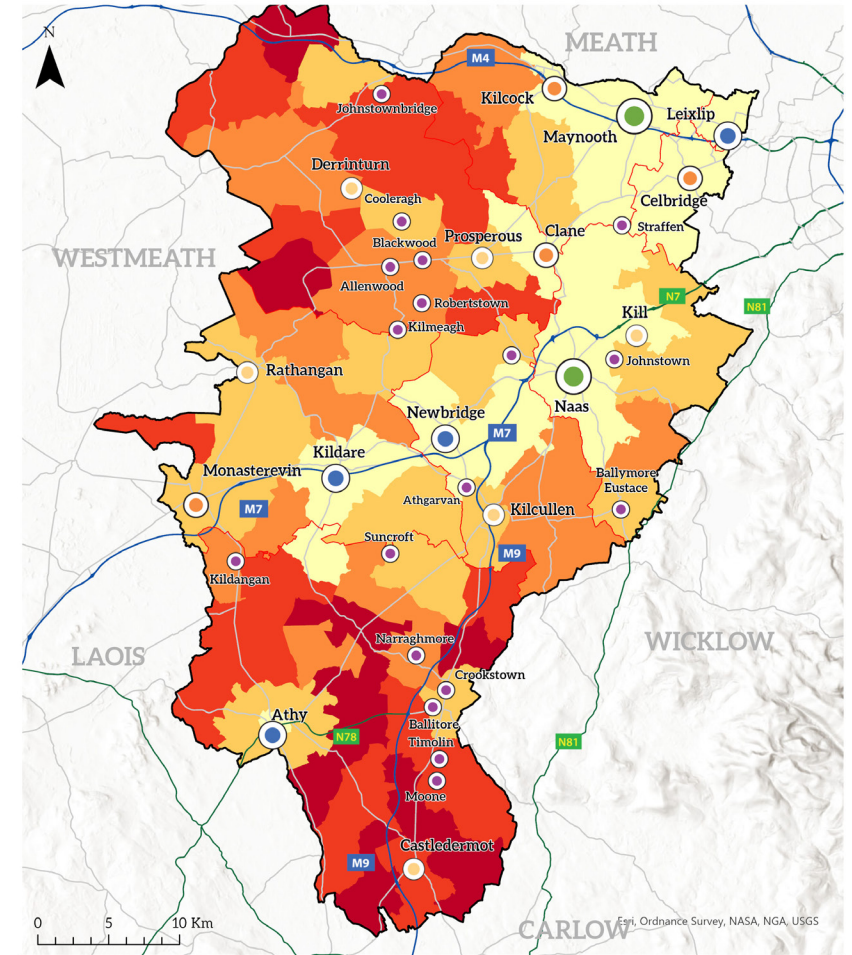 N
MEATH
M4
Kilcock
Leixlip
Johnstownbridge
Maynooth
Derrinturn
Celbridge
Cooleragh
Straffen
Clane
Prosperous
Blackwood
WESTMEATH
Allenwood
N7
Robertstown
N81
Kill
Kilmeagh
Johnstown
Rathangan
Naas
Newbridge
M7
Kildare
Monasterevin
Ballymore
Eustace
Athgarvan
Kilcullen
M7
Suncroft
M9
Kildangan
Narraghmore
WICKLOW
LAOIS
Crookstown
Athy
Ballitore
N78
Timolin
N81
Moone
Castledermot
M9
0 5 10 Km
Esri, Ordnance Survey, NASA, NGA, USGS
CARLOW